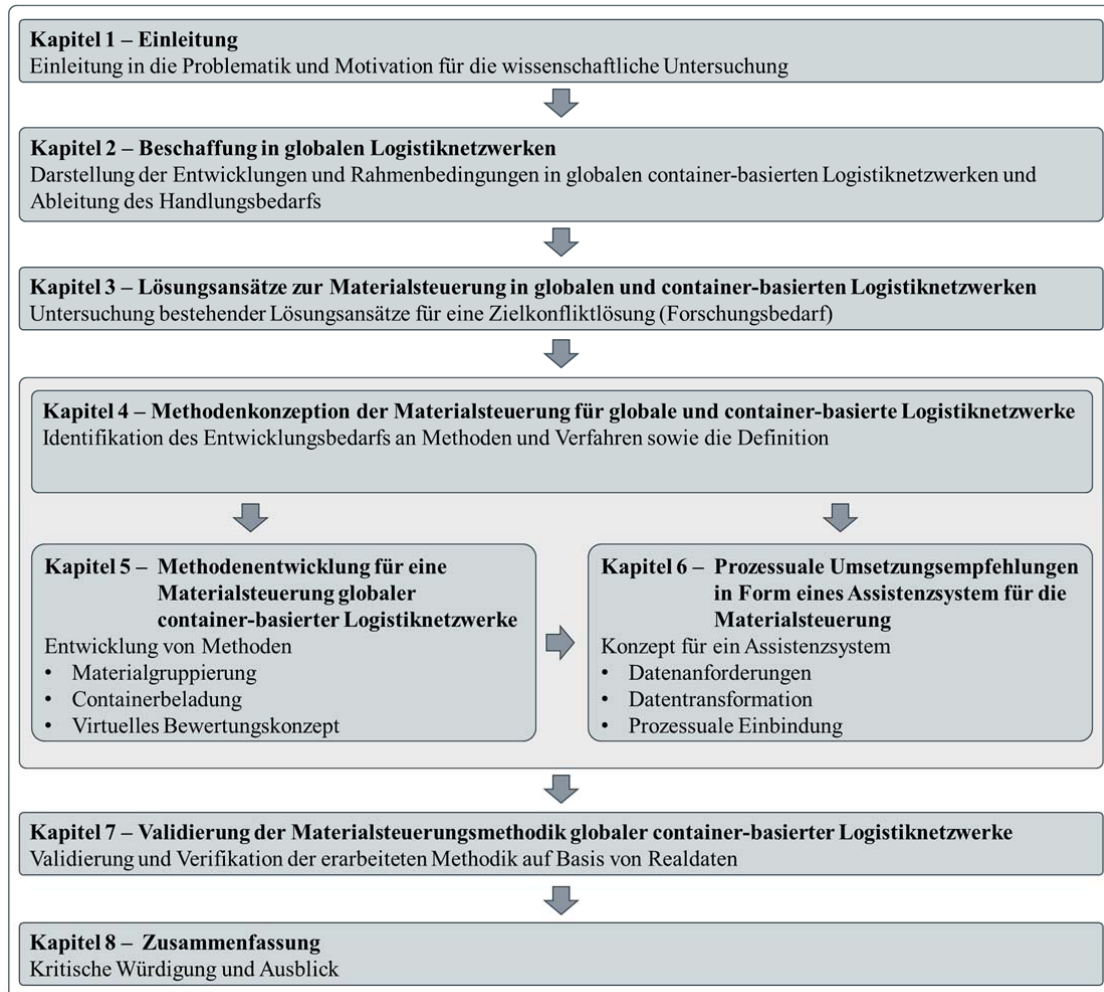 Kapitel 1 – Einleitung
Einleitung in die Problematik und Motivation für die wissenschaftliche Untersuchung
Kapitel 2 – Beschaffung in globalen Logistiknetzwerken
Darstellung der Entwicklungen und Rahmenbedingungen in globalen container-basierten Logistiknetzwerken und
Ableitung des Handlungsbedarfs
Kapitel 3 – Lösungsansätze zur Materialsteuerung in globalen und container-basierten Logistiknetzwerken
Untersuchung bestehender Lösungsansätze für eine Zielkonfliktlösung (Forschungsbedarf)
Kapitel 4 – Methodenkonzeption der Materialsteuerung für globale und container-basierte Logistiknetzwerke
Identifikation des Entwicklungsbedarfs an Methoden und Verfahren sowie die Definition
Kapitel 5 – Methodenentwicklung für eine
Materialsteuerung globaler
container-basierter Logistiknetzwerke
Entwicklung von Methoden
• Materialgruppierung
• Containerbeladung
• Virtuelles Bewertungskonzept
Kapitel 6 – Prozessuale Umsetzungsempfehlungen
in Form eines Assistenzsystem für die
Materialsteuerung
Konzept für ein Assistenzsystem
• Datenanforderungen
• Datentransformation
• Prozessuale Einbindung
Kapitel 7 – Validierung der Materialsteuerungsmethodik globaler container-basierter Logistiknetzwerke
Validierung und Verifikation der erarbeiteten Methodik auf Basis von Realdaten
Kapitel 8 – Zusammenfassung
Kritische Würdigung und Ausblick